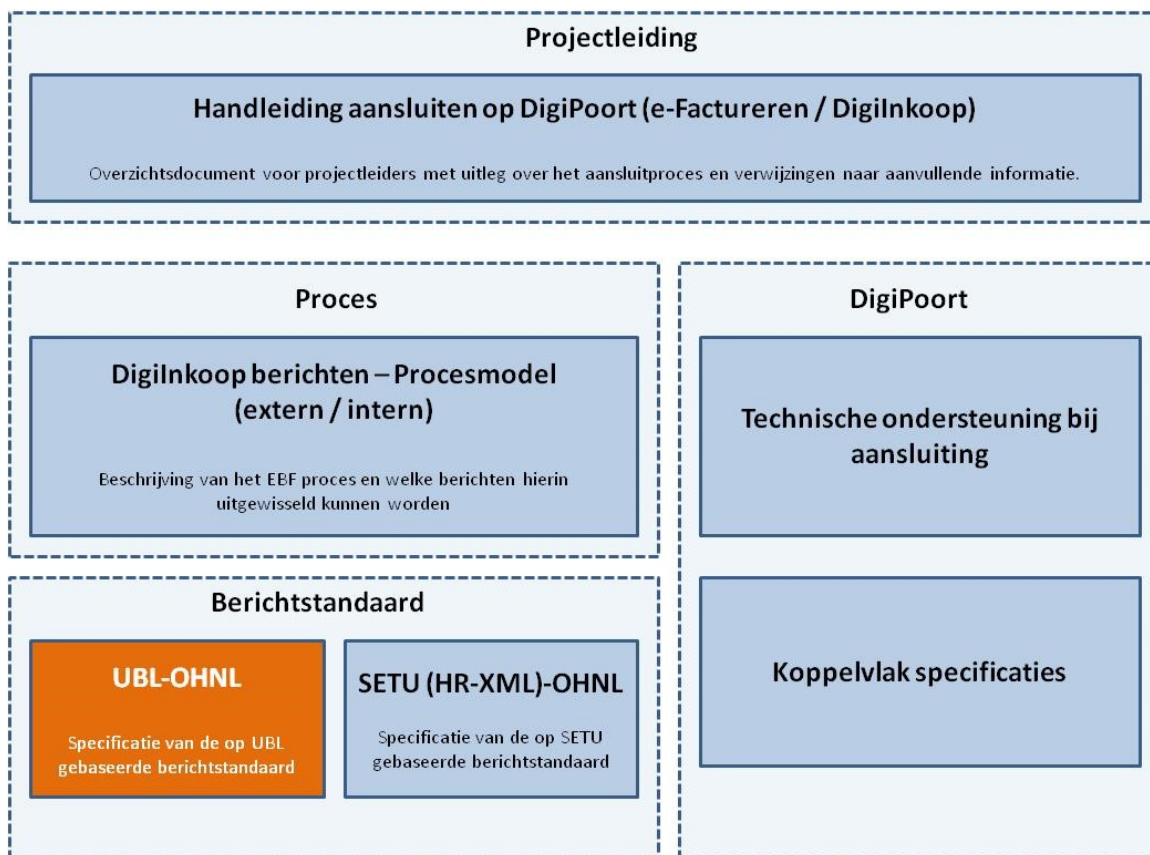 Projectleiding
Handleiding aansluiten op DigiPoort (e-Factureren / DigiInkoop)
Overzichtsdocument voor projectleiders met uitleg over het aansluitproces en verwijzingen naar aanvullende informatie.
Proces
DigiInkoop berichten – Procesmodel
(extern / intern)
Beschrijving van het EBF proces en welke berichten hierin
uitgewisseld kunnen worden
DigiPoort
Technische ondersteuning bij
aansluiting
Koppelvlak specificaties
Berichtstandaard
UBL-OHNL
Specificatie van de op UBL
gebaseerde berichtstandaard
SETU (HR-XML)-OHNL
Specificatie van de op SETU
gebaseerde berichtstandaard